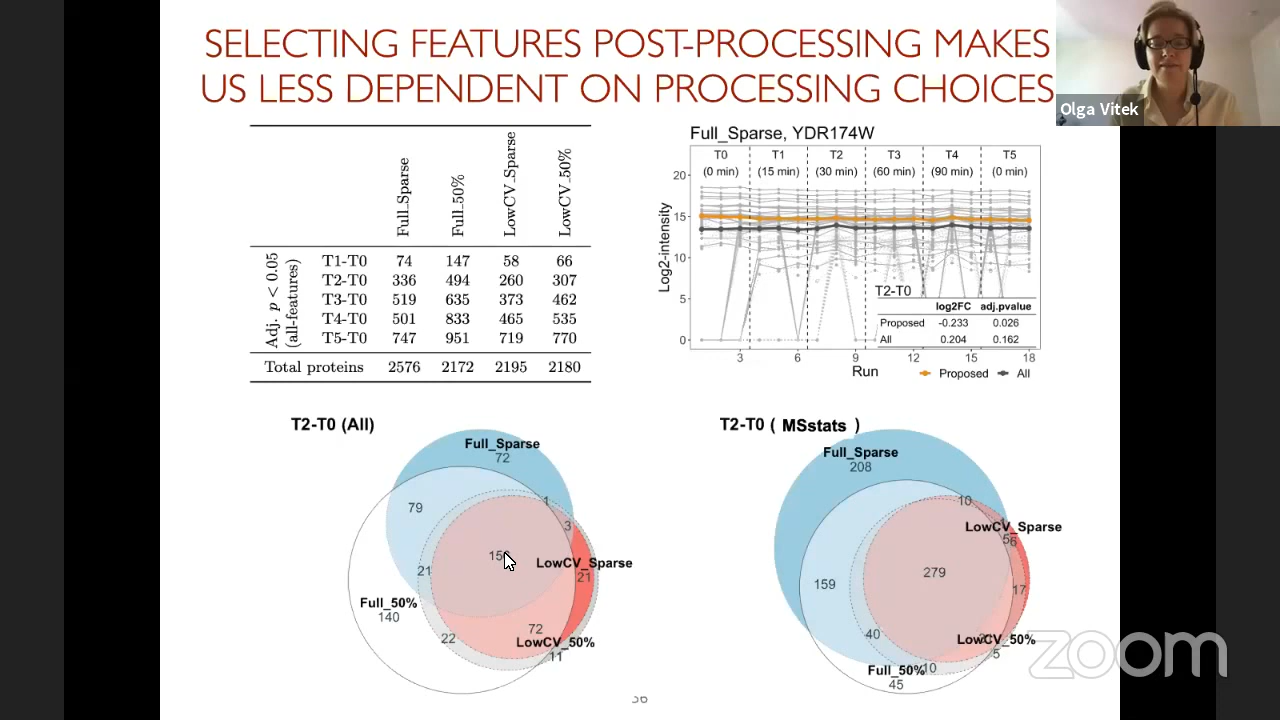 SELECTING FEATURES POST-PROCESSING MAKES
US LESS DEPENDENT ON PROCESSING CHOICES
Olga Vitek
Full_Sparse Full_50% LowCV_Sparse LowCV_50%
Adj. p < 0.05
(all-features)
T1-T0 74 147 58 66
T2-T0 336 494 260 307
T3-T0 519 635 373 462
T4-T0 501 833 465 535
T5-T0 747 951 719 770
Total proteins 2576 2172 2195 2180
Full_Sparse, YDR174W
T0 T1 T2 T3 T4 T5
(0 min) (15 min) (30 min) (60 min) (90 min) (0 min)
Log2-intensity
20
15
10
5
0
T2-T0
log2FC adj.pvalue
Proposed -0.233 0.026
All 0.204 0.162
3 6 9 12 15 18
Run
Proposed All
T2-T0 (All)
Full_Sparse
72
79
1
3
LowCV_Sparse
21
21
Full_50%
140
22
72
LowCV_50%
11
T2-T0 ( MSstats )
Full_Sparse
208
10
LowCV_Sparse
56
279
159
17
40
LowCV_50%
5
Full_50%
10
45
zoom